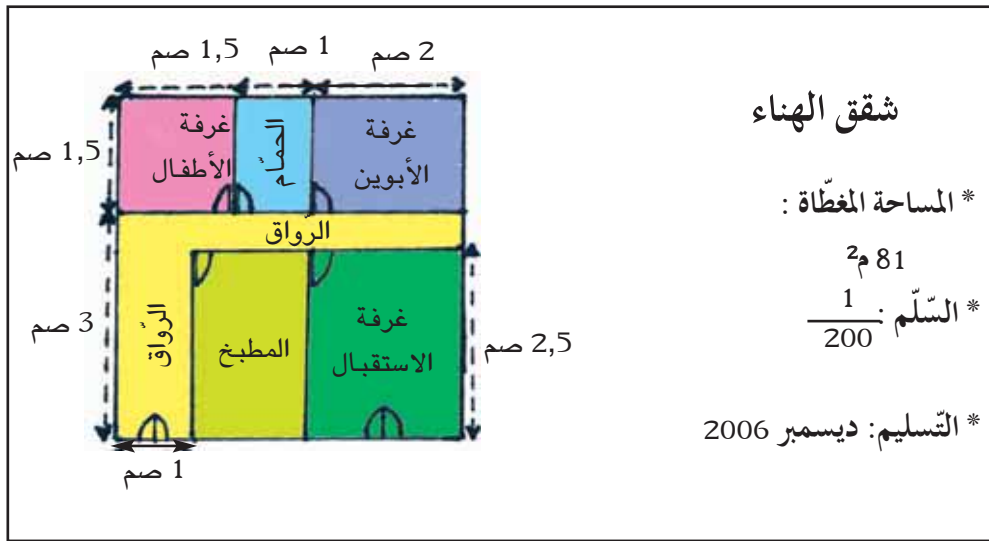 شقق الهناء
* المساحة المغطّاة :
81 م²
* السّلّم : 1/200
* التّسليم: ديسمبر 2006
2 صم
1 صم
1,5 صم
1,5 صم
غرفة الأبوين
الحمّام
غرفة الأطفال
الرّواق
3 صم
الرّواق
المطبخ
غرفة الاستقبال
2,5 صم
1 صم